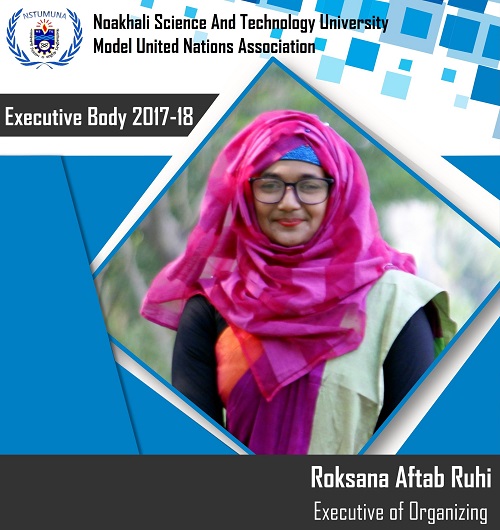 NSTUMUNA
Noakhali Science And Technology University
Model United Nations Association
Executive Body 2017-18
Roksana Aftab Ruhi
Executive of Organizing